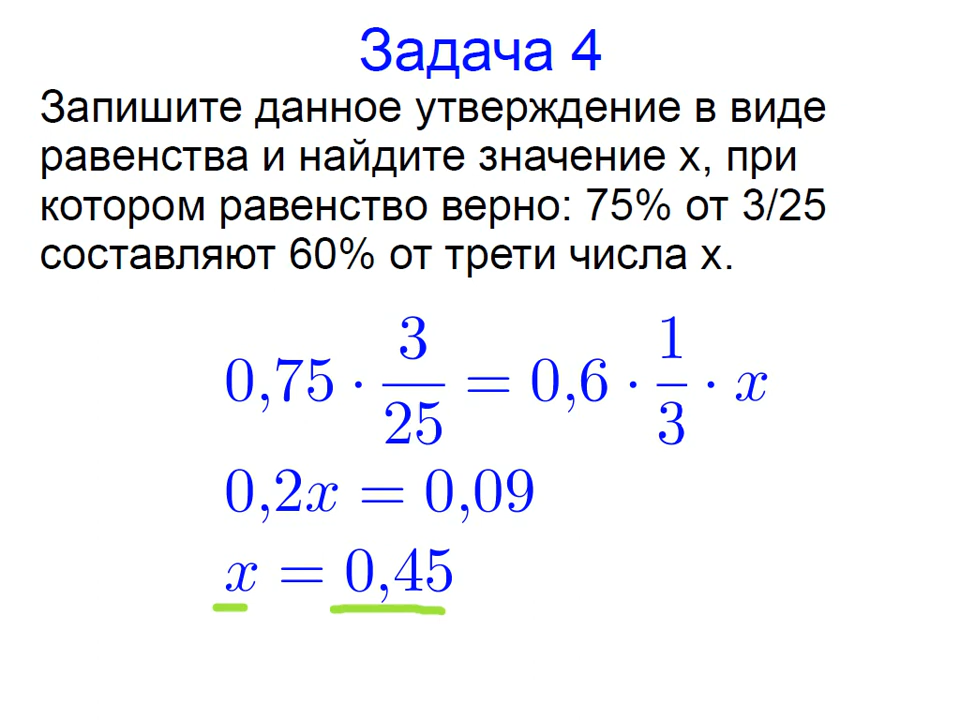 Задача 4
Запишите данное утверждение в виде
равенства и найдите значение x, при
котором равенство верно: 75% от 3/25
составляют 60% от трети числа x.
0,75 · 3/25 = 0,6 · 1/3 · x
0,2x = 0,09
x = 0,45